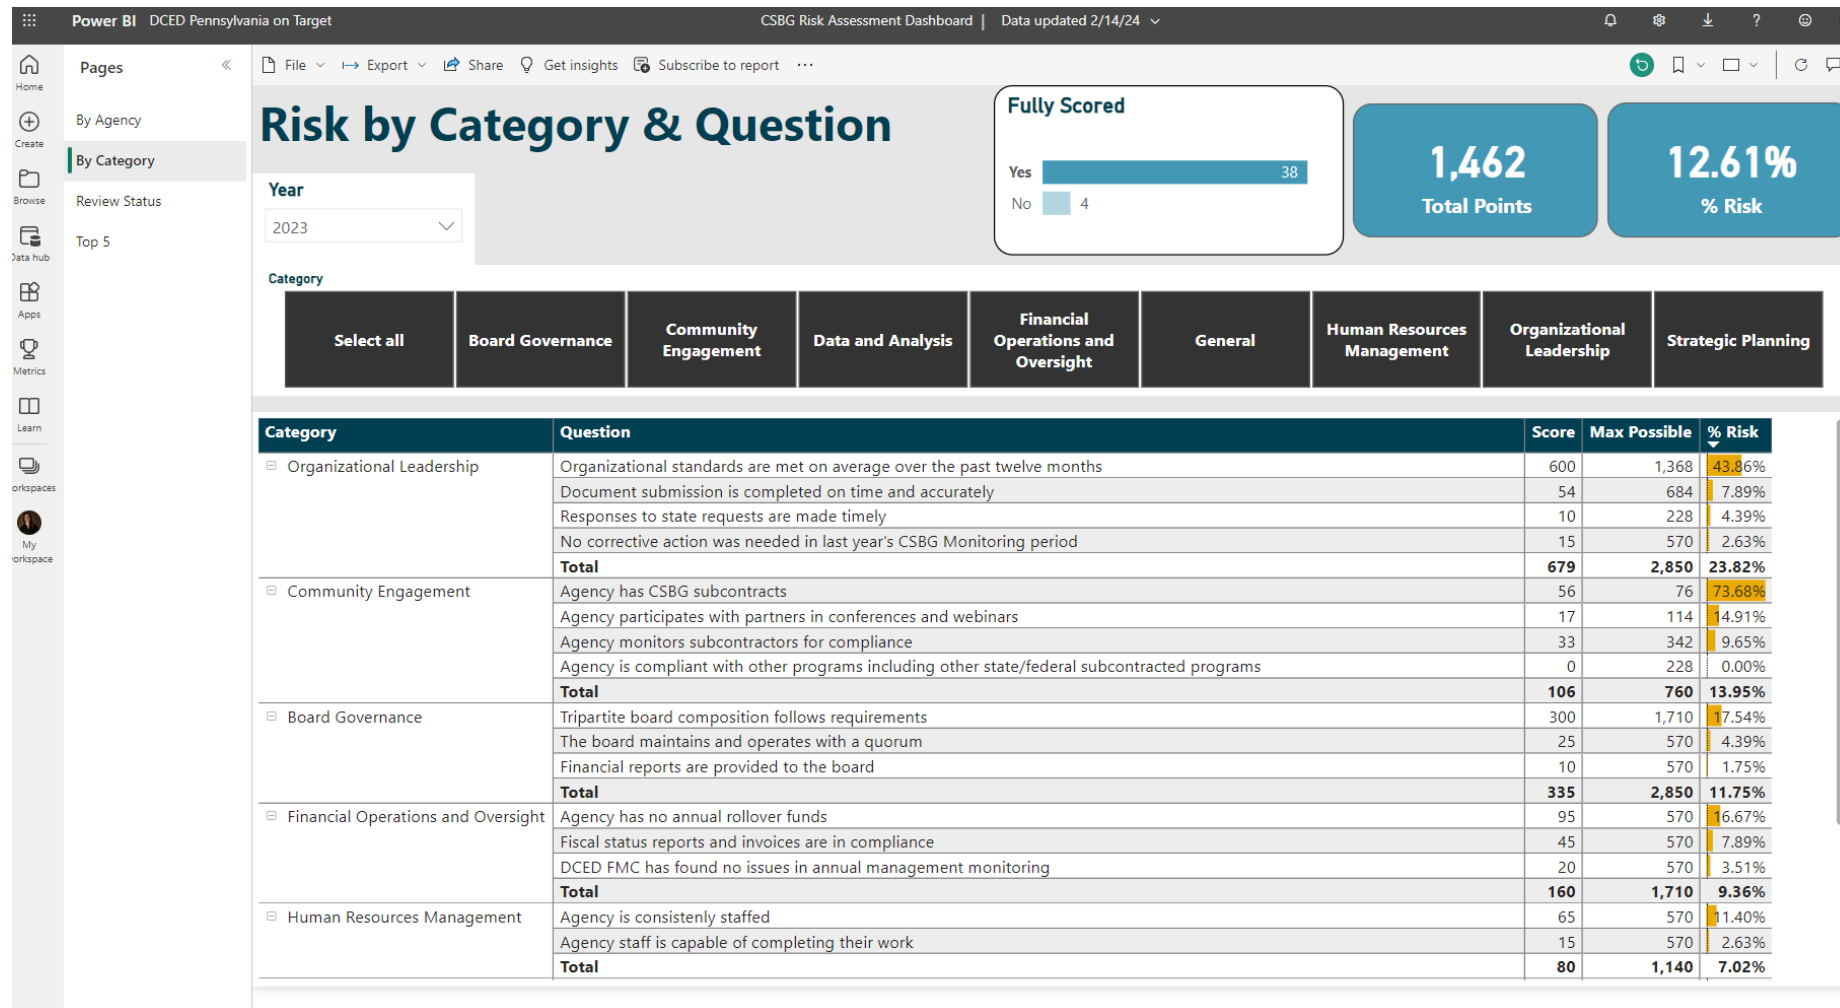 Power BI DCED Pennsylvania on Target
CSBG Risk Assessment Dashboard | Data updated 2/14/24
Home
Create
Browse
Data hub
Apps
Metrics
Learn
orkspaces
My
orkspace
Pages
By Agency
By Category
Review Status
Top 5
File Export Share Get insights Subscribe to report ...
Risk by Category & Question
Year
2023
Fully Scored
Yes 38
No 4
1,462
Total Points
12.61%
% Risk
Category
Select all
Board Governance
Community
Engagement
Data and Analysis
Financial
Operations and
Oversight
General
Human Resources
Management
Organizational
Leadership
Strategic Planning
Category Question Score Max Possible % Risk
Organizational Leadership Organizational standards are met on average over the past twelve months 600 1,368 43.86%
Document submission is completed on time and accurately 54 684 7.89%
Responses to state requests are made timely 10 228 4.39%
No corrective action was needed in last year's CSBG Monitoring period 15 570 2.63%
Total 679 2,850 23.82%
Community Engagement Agency has CSBG subcontracts 56 76 73.68%
Agency participates with partners in conferences and webinars 17 114 14.91%
Agency monitors subcontractors for compliance 33 342 9.65%
Agency is compliant with other programs including other state/federal subcontracted programs 0 228 0.00%
Total 106 760 13.95%
Board Governance Tripartite board composition follows requirements 300 1,710 17.54%
The board maintains and operates with a quorum 25 570 4.39%
Financial reports are provided to the board 10 570 1.75%
Total 335 2,850 11.75%
Financial Operations and Oversight Agency has no annual rollover funds 95 570 16.67%
Fiscal status reports and invoices are in compliance 45 570 7.89%
DCED FMC has found no issues in annual management monitoring 20 570 3.51%
Total 160 1,710 9.36%
Human Resources Management Agency is consistenly staffed 65 570 11.40%
Agency staff is capable of completing their work 15 570 2.63%
Total 80 1,140 7.02%